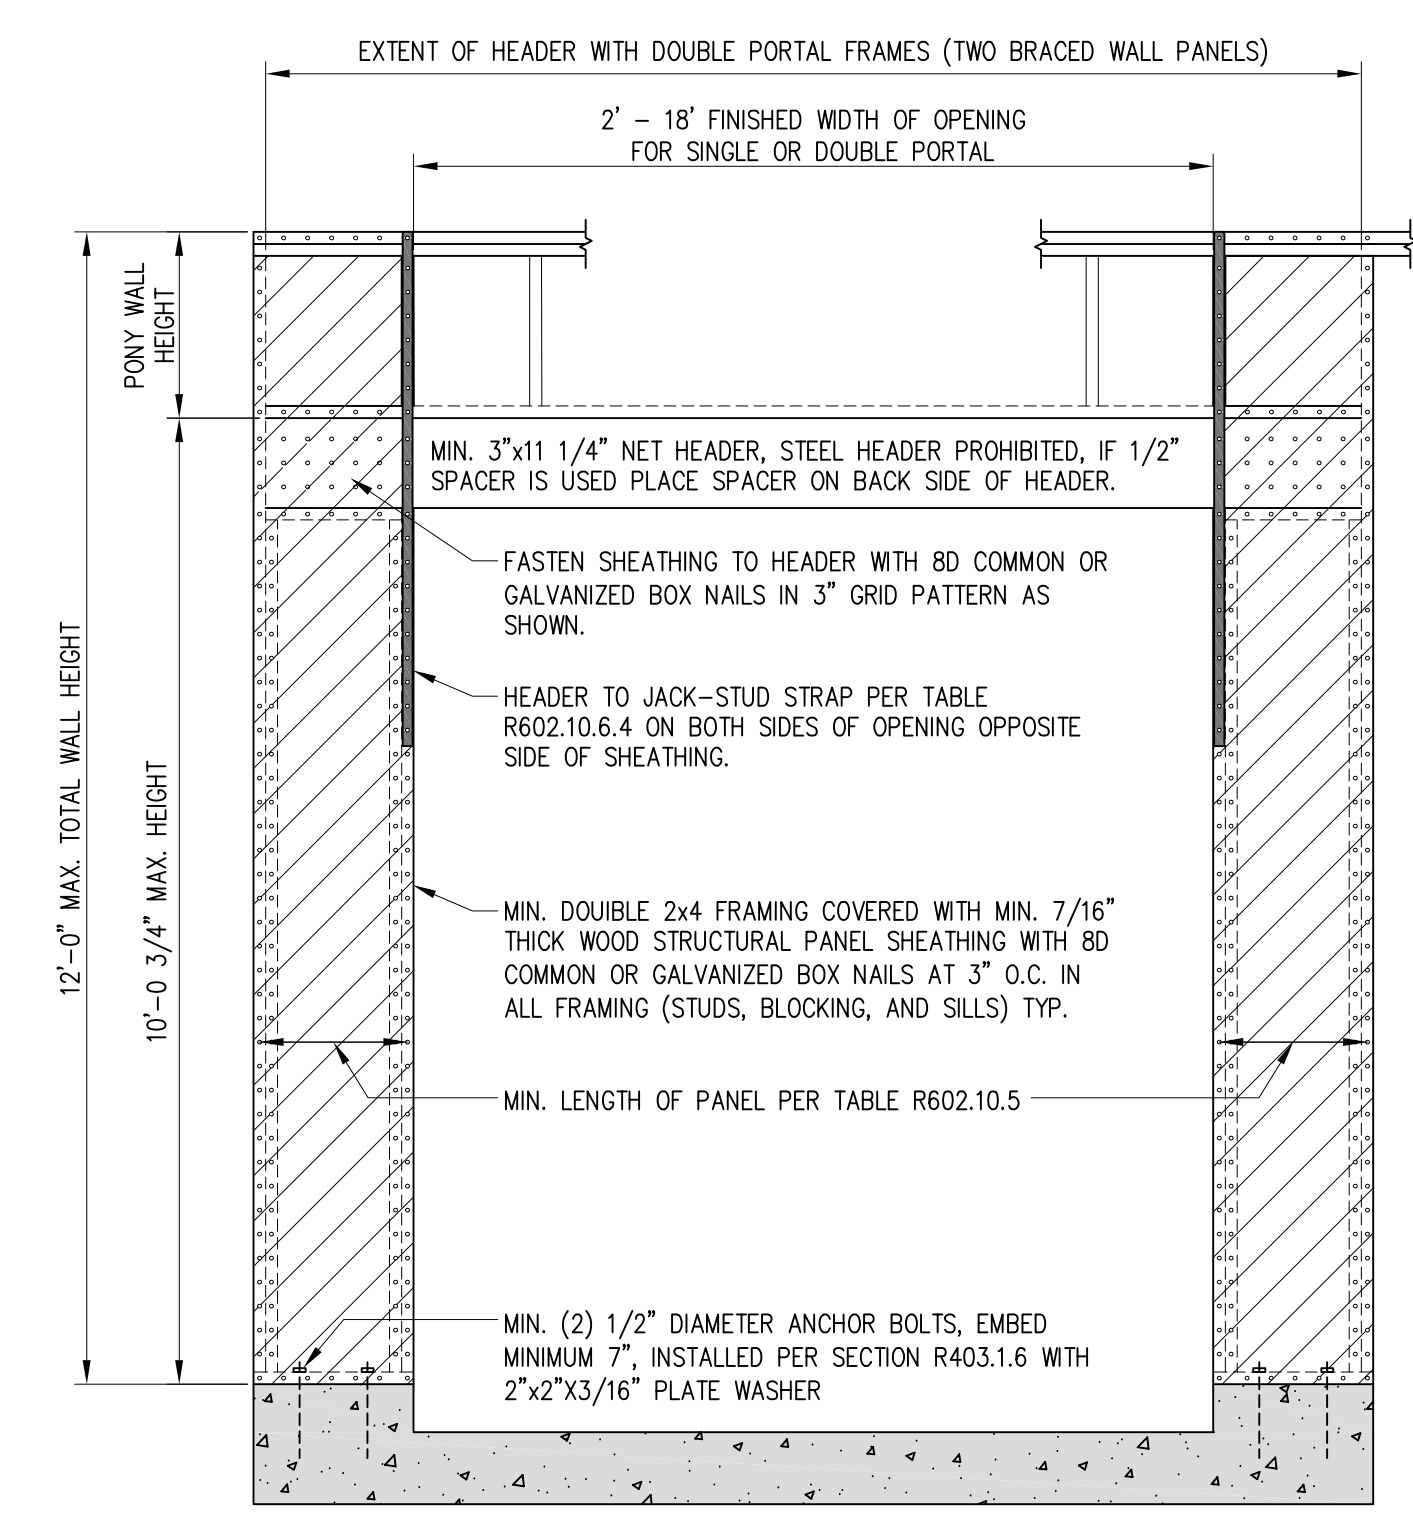 EXTENT OF HEADER WITH DOUBLE PORTAL FRAMES (TWO BRACED WALL PANELS)
2' – 18' FINISHED WIDTH OF OPENING
FOR SINGLE OR DOUBLE PORTAL
PONY WALL
HEIGHT
12'–0" MAX. TOTAL WALL HEIGHT
10'–0 3/4" MAX. HEIGHT
MIN. 3"x11 1/4" NET HEADER, STEEL HEADER PROHIBITED, IF 1/2"
SPACER IS USED PLACE SPACER ON BACK SIDE OF HEADER.
FASTEN SHEATHING TO HEADER WITH 8D COMMON OR
GALVANIZED BOX NAILS IN 3" GRID PATTERN AS
SHOWN.
HEADER TO JACK–STUD STRAP PER TABLE
R602.10.6.4 ON BOTH SIDES OF OPENING OPPOSITE
SIDE OF SHEATHING.
MIN. DOUIBLE 2x4 FRAMING COVERED WITH MIN. 7/16"
THICK WOOD STRUCTURAL PANEL SHEATHING WITH 8D
COMMON OR GALVANIZED BOX NAILS AT 3" O.C. IN
ALL FRAMING (STUDS, BLOCKING, AND SILLS) TYP.
MIN. LENGTH OF PANEL PER TABLE R602.10.5
MIN. (2) 1/2" DIAMETER ANCHOR BOLTS, EMBED
MINIMUM 7", INSTALLED PER SECTION R403.1.6 WITH
2"x2"X3/16" PLATE WASHER